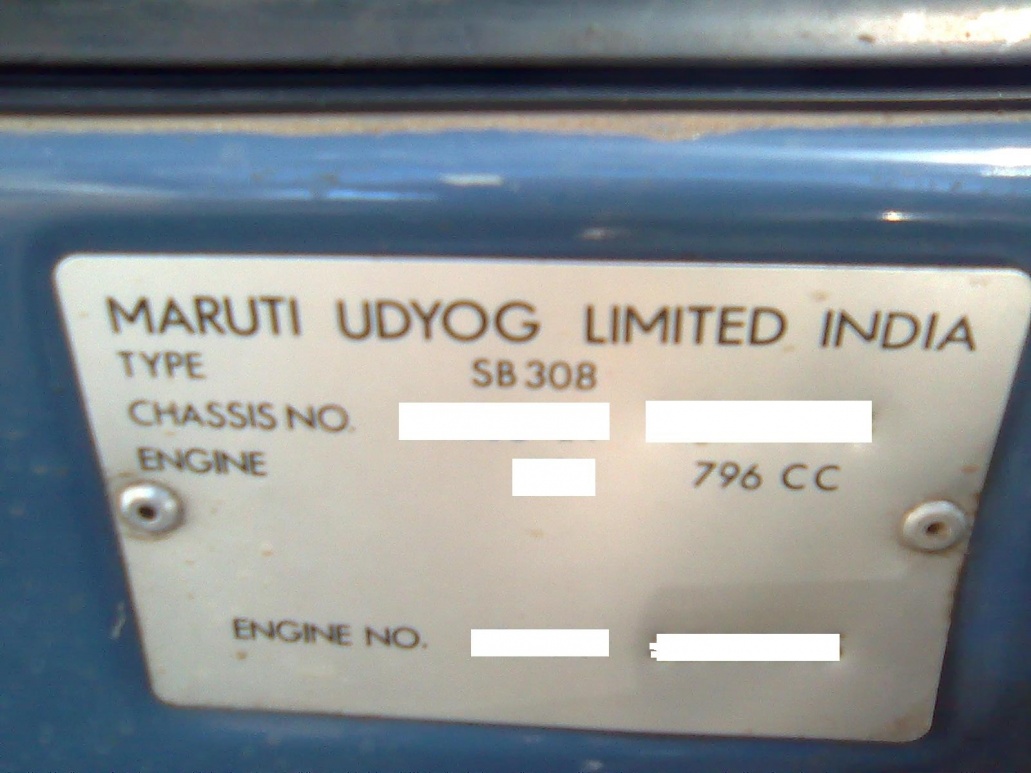 MARUTI UDYOG LIMITED INDIA
TYPE SB308
CHASSIS NO.
ENGINE 796 CC
ENGINE NO.